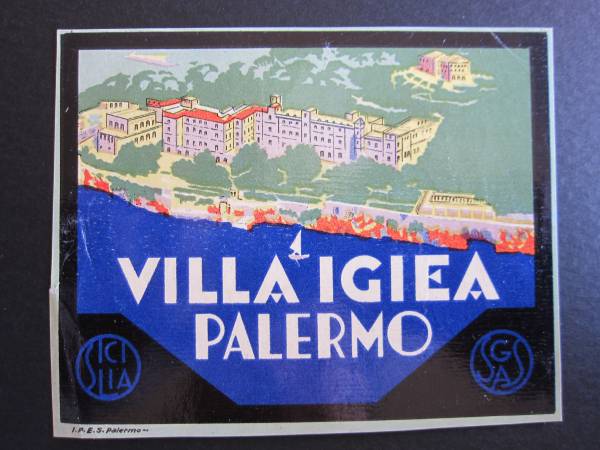 VILLA IGIEA
PALERMO
SICILIA
SGAS
I.P.E.S. Palermo